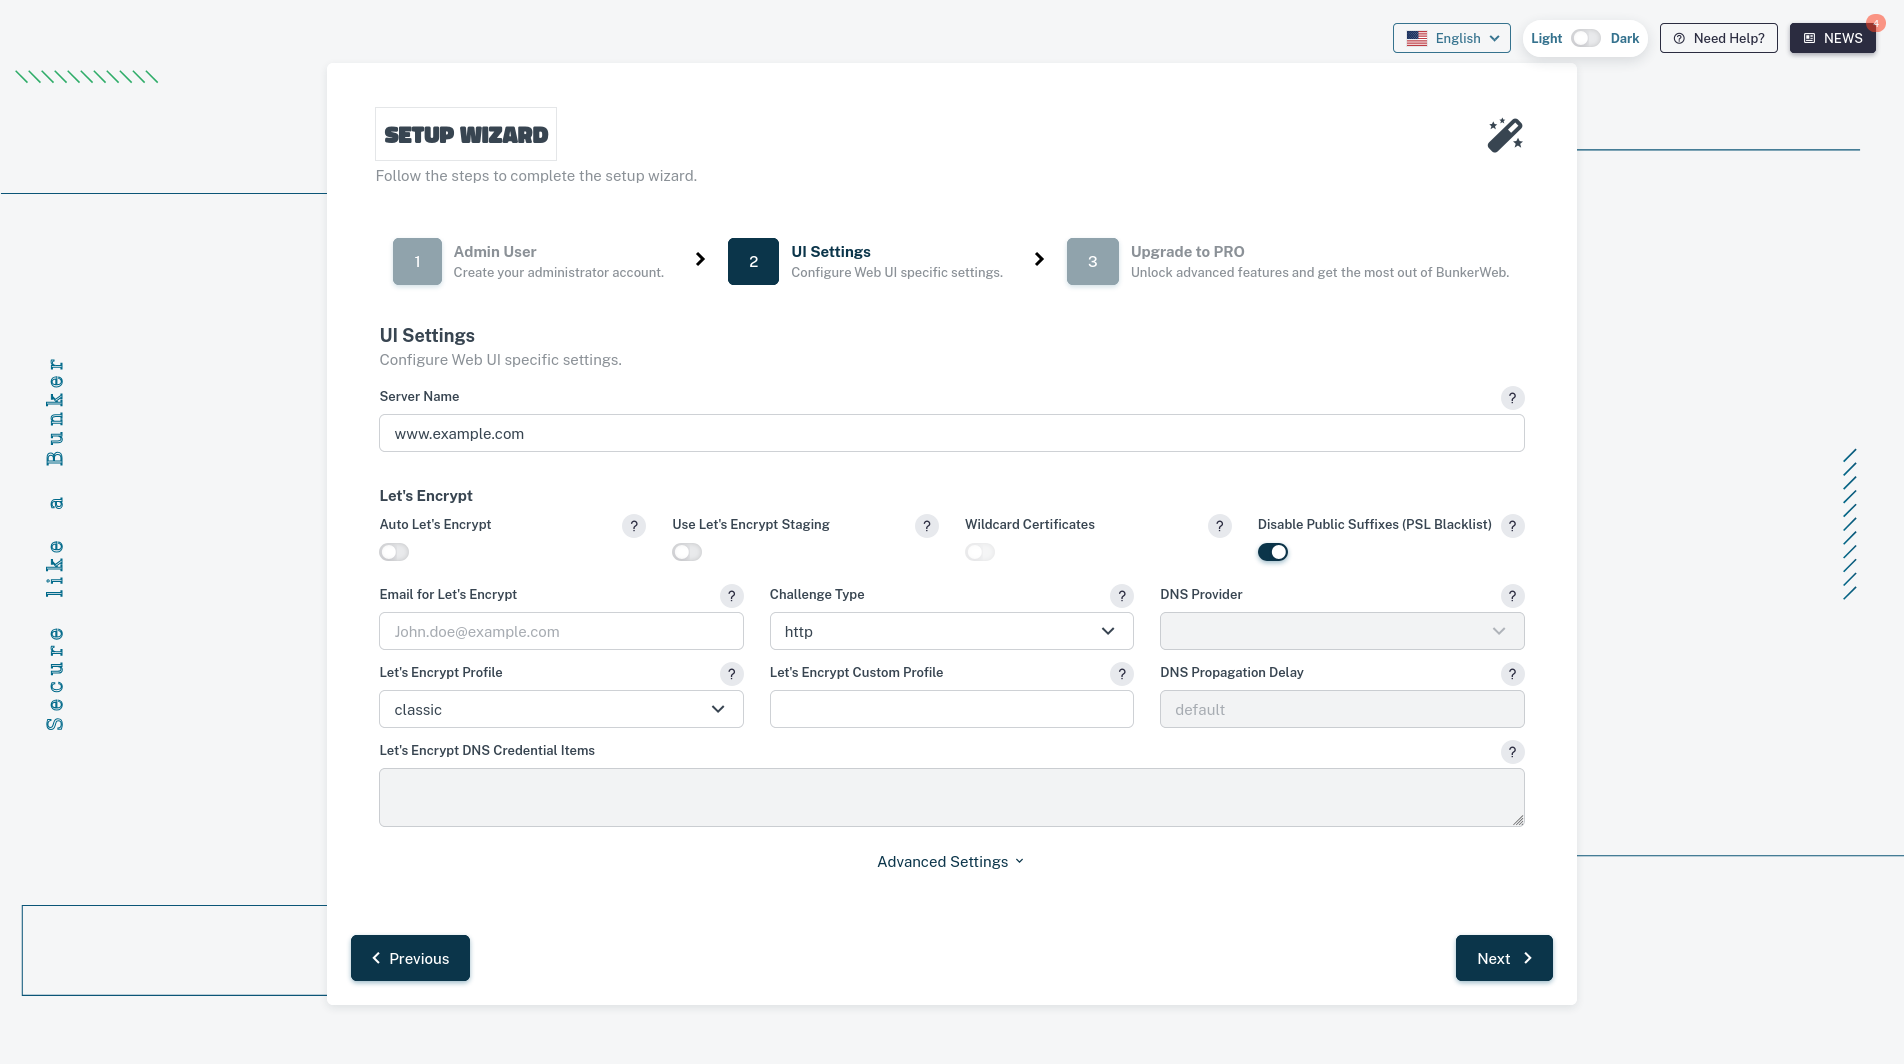 English
Light
Dark
Need Help?
NEWS
SETUP WIZARD
Follow the steps to complete the setup wizard.
1
Admin User
Create your administrator account.
2
UI Settings
Configure Web UI specific settings.
3
Upgrade to PRO
Unlock advanced features and get the most out of BunkerWeb.
UI Settings
Configure Web UI specific settings.
Server Name
?
www.example.com
Let's Encrypt
Auto Let's Encrypt
?
Use Let's Encrypt Staging
?
Wildcard Certificates
?
Disable Public Suffixes (PSL Blacklist)
?
Email for Let's Encrypt
?
Challenge Type
?
DNS Provider
?
John.doe@example.com
http
Let's Encrypt Profile
?
Let's Encrypt Custom Profile
?
DNS Propagation Delay
?
classic
default
Let's Encrypt DNS Credential Items
?
Advanced Settings
Previous
Next
Secure like a Bunker